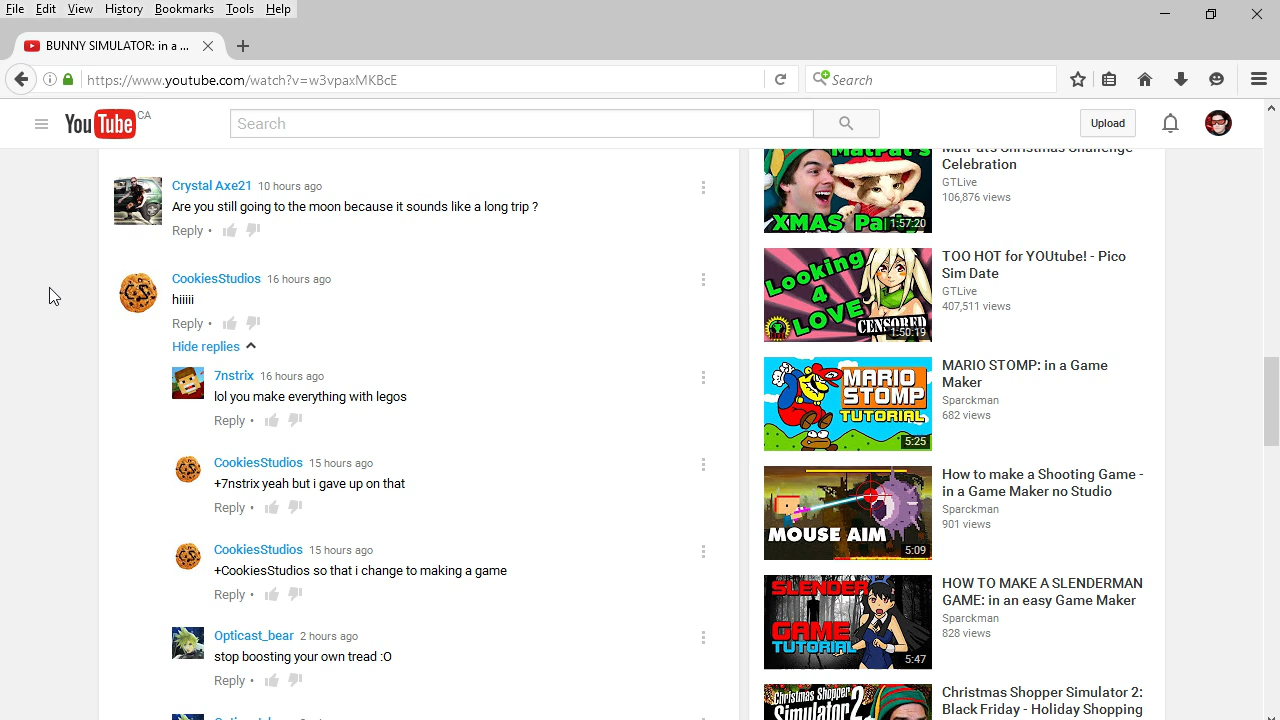 File Edit View History Bookmarks Tools Help
BUNNY SIMULATOR: in a ...
https://www.youtube.com/watch?v=w3vpaxMKBcE
Search
YouTube CA
Search
Upload
Crystal Axe21 10 hours ago
Are you still going to the moon because it sounds like a long trip ?
Reply •
CookiesStudios 16 hours ago
hiiiii
Reply •
Hide replies
7nstrix 16 hours ago
lol you make everything with legos
Reply •
CookiesStudios 15 hours ago
+7nstrix yeah but i gave up on that
Reply •
CookiesStudios 15 hours ago
+CookiesStudios so that i change to making a game
Reply •
Opticast_bear 2 hours ago
stop boosting your own tread :O
Reply •
MatPat's
XMAS Pa
1:57:20
MatPat's Christmas Challenge
Celebration
GTLive
106,876 views
Looking
4
LOVE
CENSORED
1:50:19
TOO HOT for YOUtube! - Pico
Sim Date
GTLive
407,511 views
MARIO
STOMP
TUTORIAL
5:25
MARIO STOMP: in a Game
Maker
Sparckman
682 views
MOUSE AIM
5:09
How to make a Shooting Game -
in a Game Maker no Studio
Sparckman
901 views
SLENDER
GAME
TUTORIAL
5:47
HOW TO MAKE A SLENDERMAN
GAME: in an easy Game Maker
Sparckman
828 views
Christmas Shopper
Simulator 2
Christmas Shopper Simulator 2:
Black Friday - Holiday Shopping